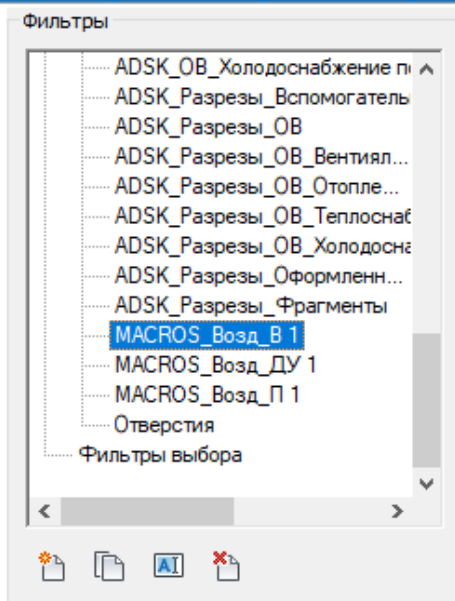 Фильтры
ADSK_ОВ_Холодоснабжение
ADSK_Разрезы_Вспомогатель
ADSK_Разрезы_ОВ
ADSK_Разрезы_ОВ_Вентиял...
ADSK_Разрезы_ОВ_Отопле...
ADSK_Разрезы_ОВ_Теплоснаб
ADSK_Разрезы_ОВ_Холодосна
ADSK_Разрезы_Оформленн...
ADSK_Разрезы_Фрагменты
MACROS_Возд_В 1
MACROS_Возд_ДУ 1
MACROS_Возд_П 1
Отверстия
Фильтры выбора